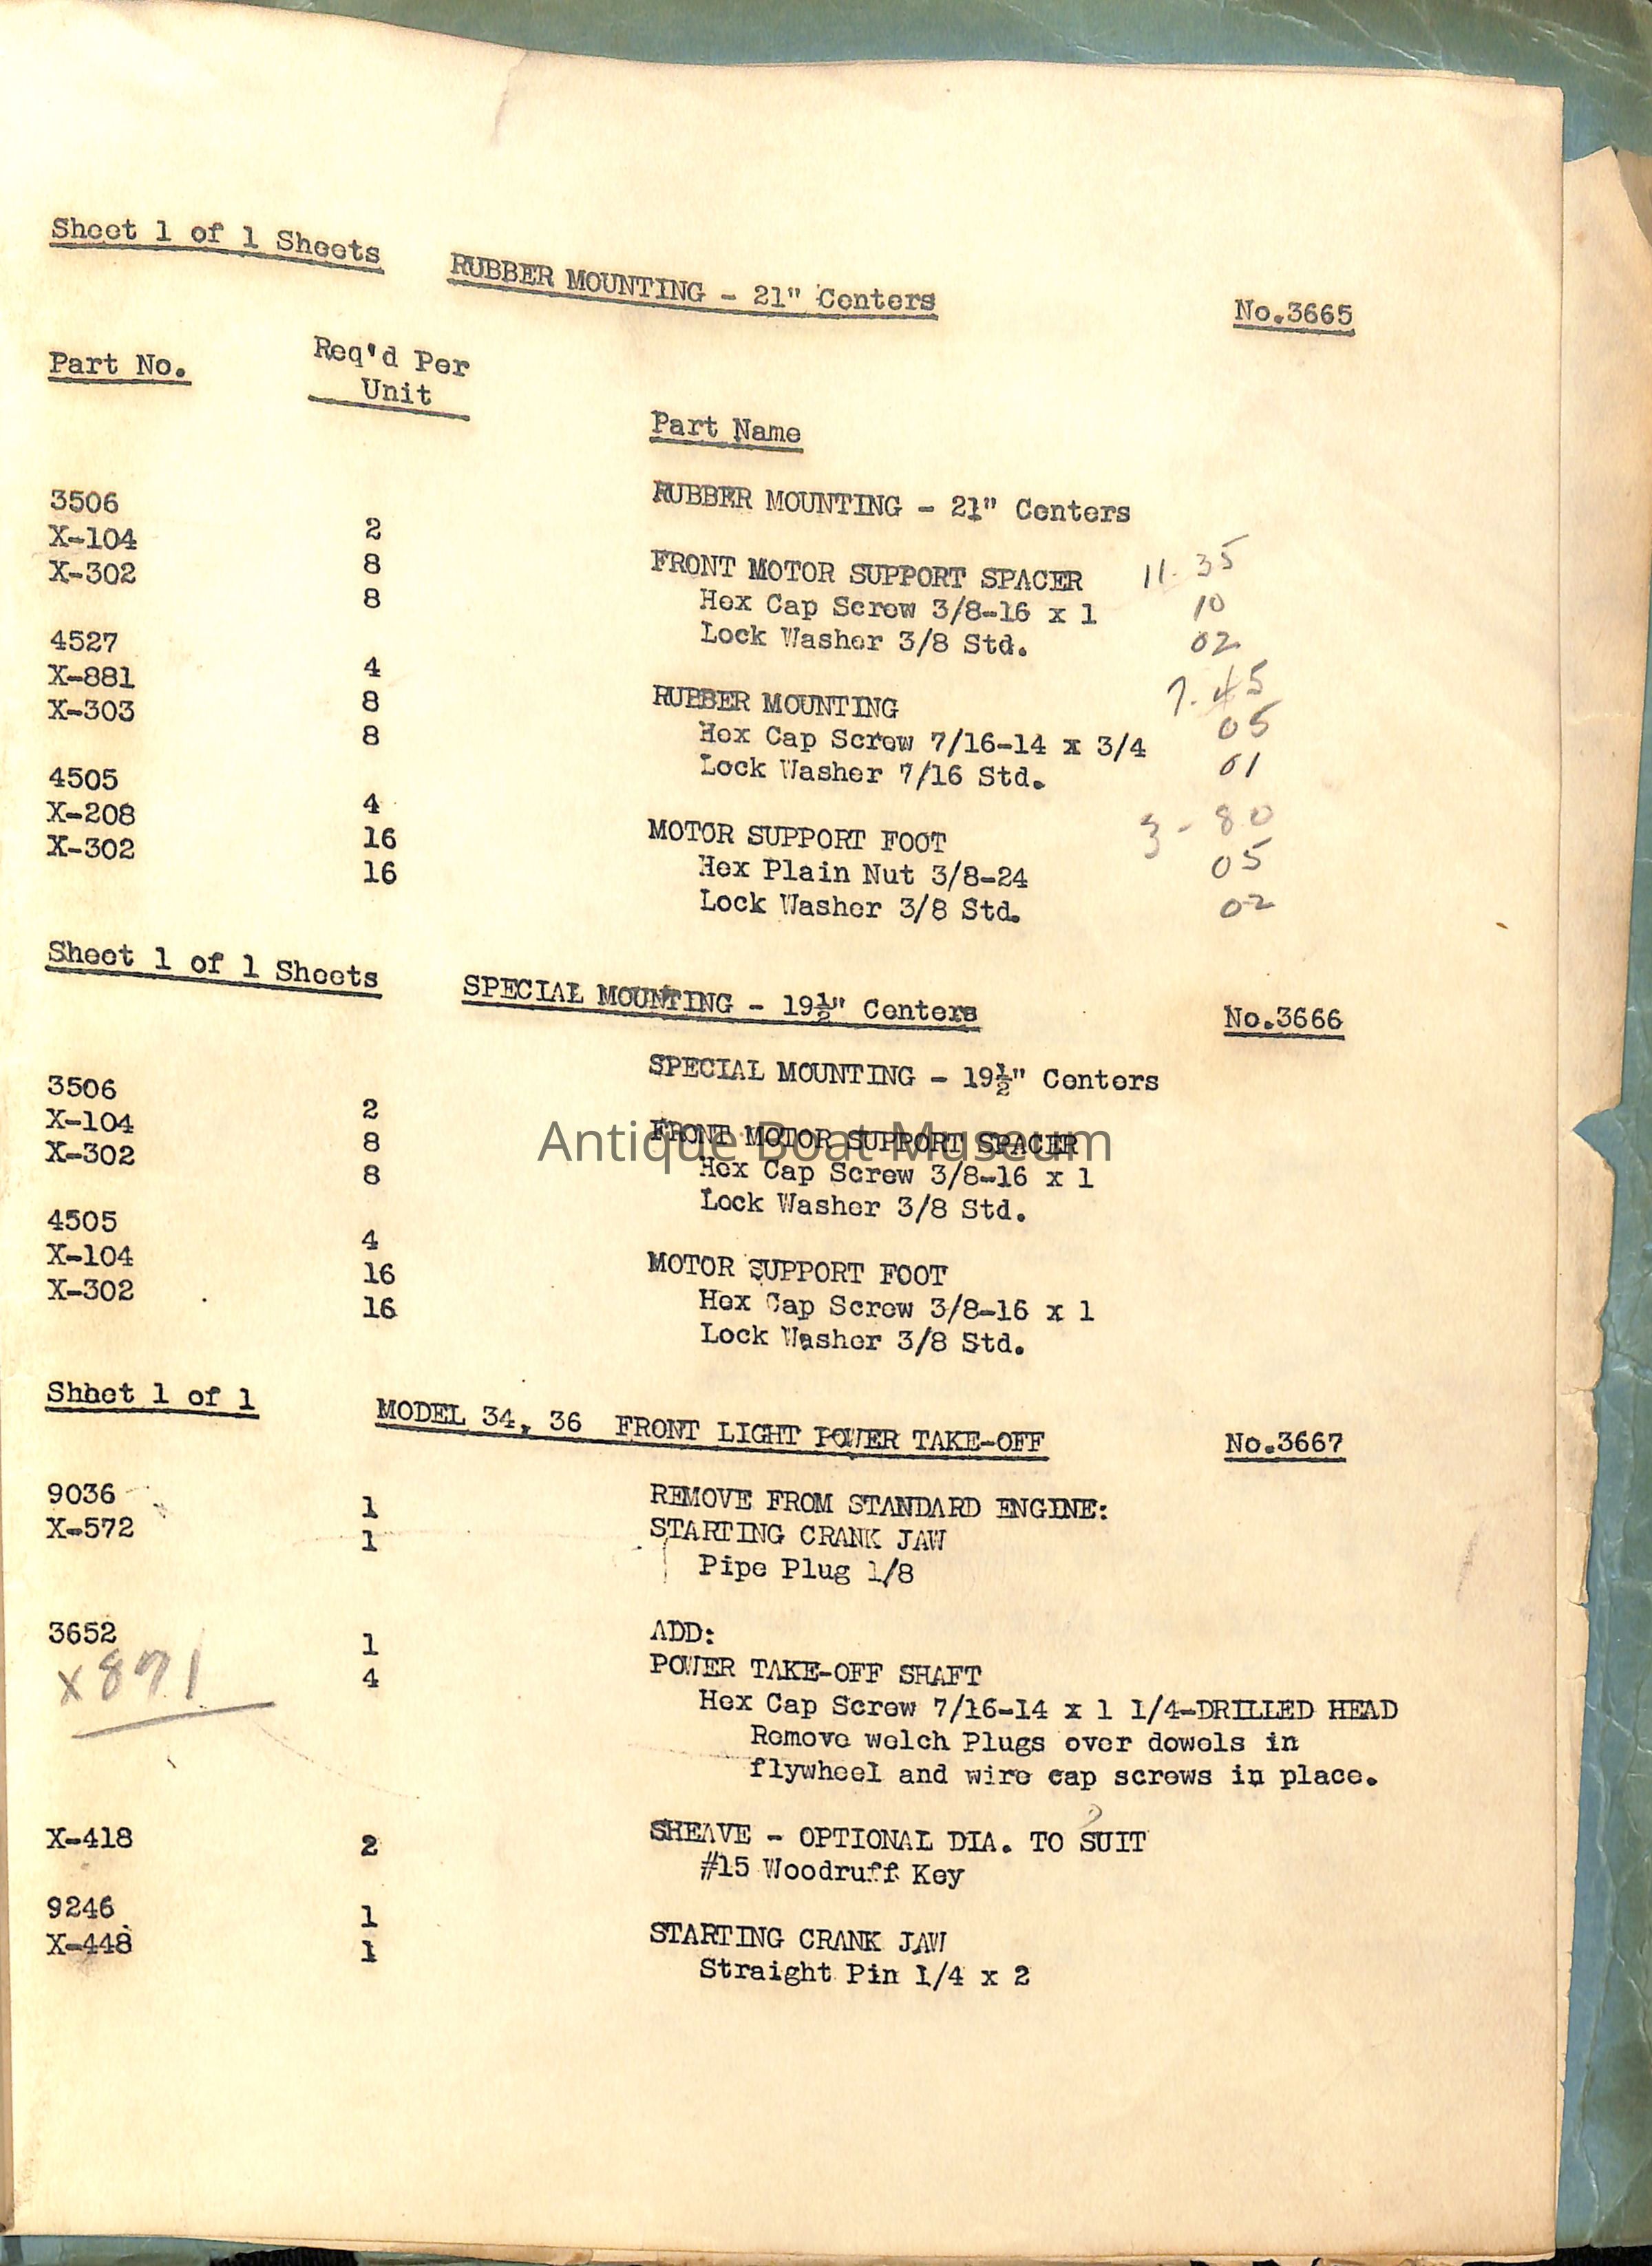 Sheet 1 of 1 Sheets RUBBER MOUNTING - 21" Centers No.3665
Part No. Req'd Per Unit Part Name
RUBBER MOUNTING - 21" Centers
3506 2 FRONT MOTOR SUPPORT SPACER 11.35
X-104 8 Hex Cap Screw 3/8-16 x 1 10
X-302 8 Lock Washer 3/8 Std. 02
4527 4 RUBBER MOUNTING 7.45
X-881 8 Hex Cap Screw 7/16-14 x 3/4 05
X-303 8 Lock Washer 7/16 Std. 01
4505 4 MOTOR SUPPORT FOOT 3-80
X-208 16 Hex Plain Nut 3/8-24 05
X-302 16 Lock Washer 3/8 Std. 02
Sheet 1 of 1 Sheets SPECIAL MOUNTING - 19½" Centers No.3666
SPECIAL MOUNTING - 19½" Centers
3506 2 FRONT MOTOR SUPPORT SPACER
Antique Boat Museum
X-104 8 Hex Cap Screw 3/8-16 x 1
X-302 8 Lock Washer 3/8 Std.
4505 4 MOTOR SUPPORT FOOT
X-104 16 Hex Cap Screw 3/8-16 x 1
X-302 16 Lock Washer 3/8 Std.
Shhet 1 of 1 MODEL 34, 36 FRONT LIGHT POWER TAKE-OFF No.3667
REMOVE FROM STANDARD ENGINE:
9036 1 STARTING CRANK JAW
X-572 1 Pipe Plug 1/8
ADD:
3652 1 POWER TAKE-OFF SHAFT
X871 4 Hex Cap Screw 7/16-14 x 1 1/4-DRILLED HEAD
Remove welch Plugs over dowels in
flywheel and wire cap screws in place.
SHEAVE - OPTIONAL DIA. TO SUIT
X-418 2 #15 Woodruff Key
9246 1 STARTING CRANK JAW
X-448 1 Straight Pin 1/4 x 2